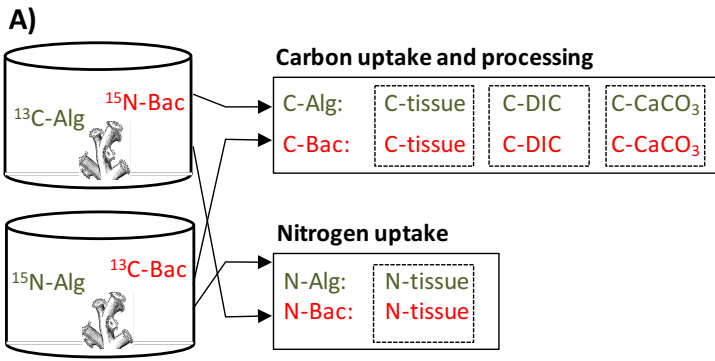 A)
Carbon uptake and processing
¹³C-Alg
¹⁵N-Bac
C-Alg: C-tissue C-DIC C-CaCO₃
C-Bac: C-tissue C-DIC C-CaCO₃
Nitrogen uptake
¹⁵N-Alg
¹³C-Bac
N-Alg: N-tissue
N-Bac: N-tissue